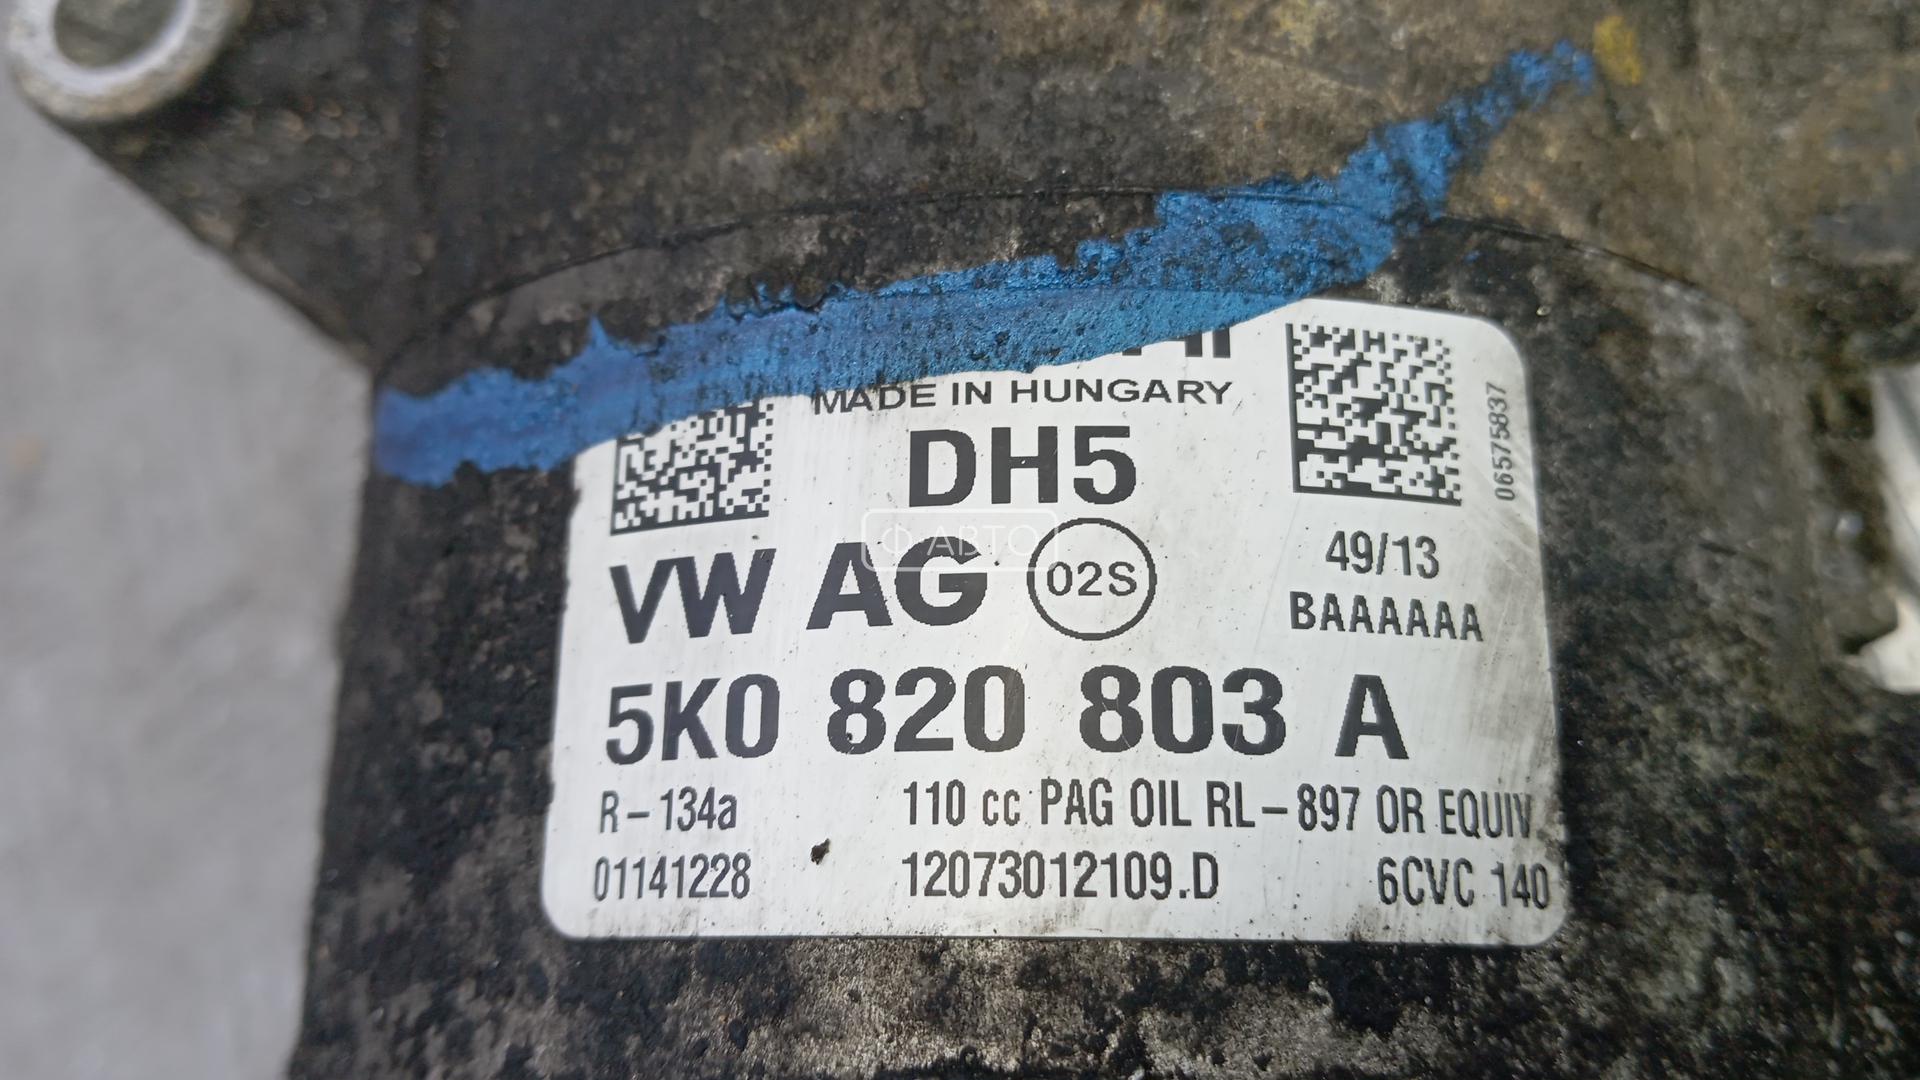 MADE IN HUNGARY
DH5
06575837
VW AG 02S
49/13
BAAAAAA
5K0 820 803 A
R-134a 110 cc PAG OIL RL-897 OR EQUIV
01141228 12073012109.D 6CVC 140
Ф АВТО